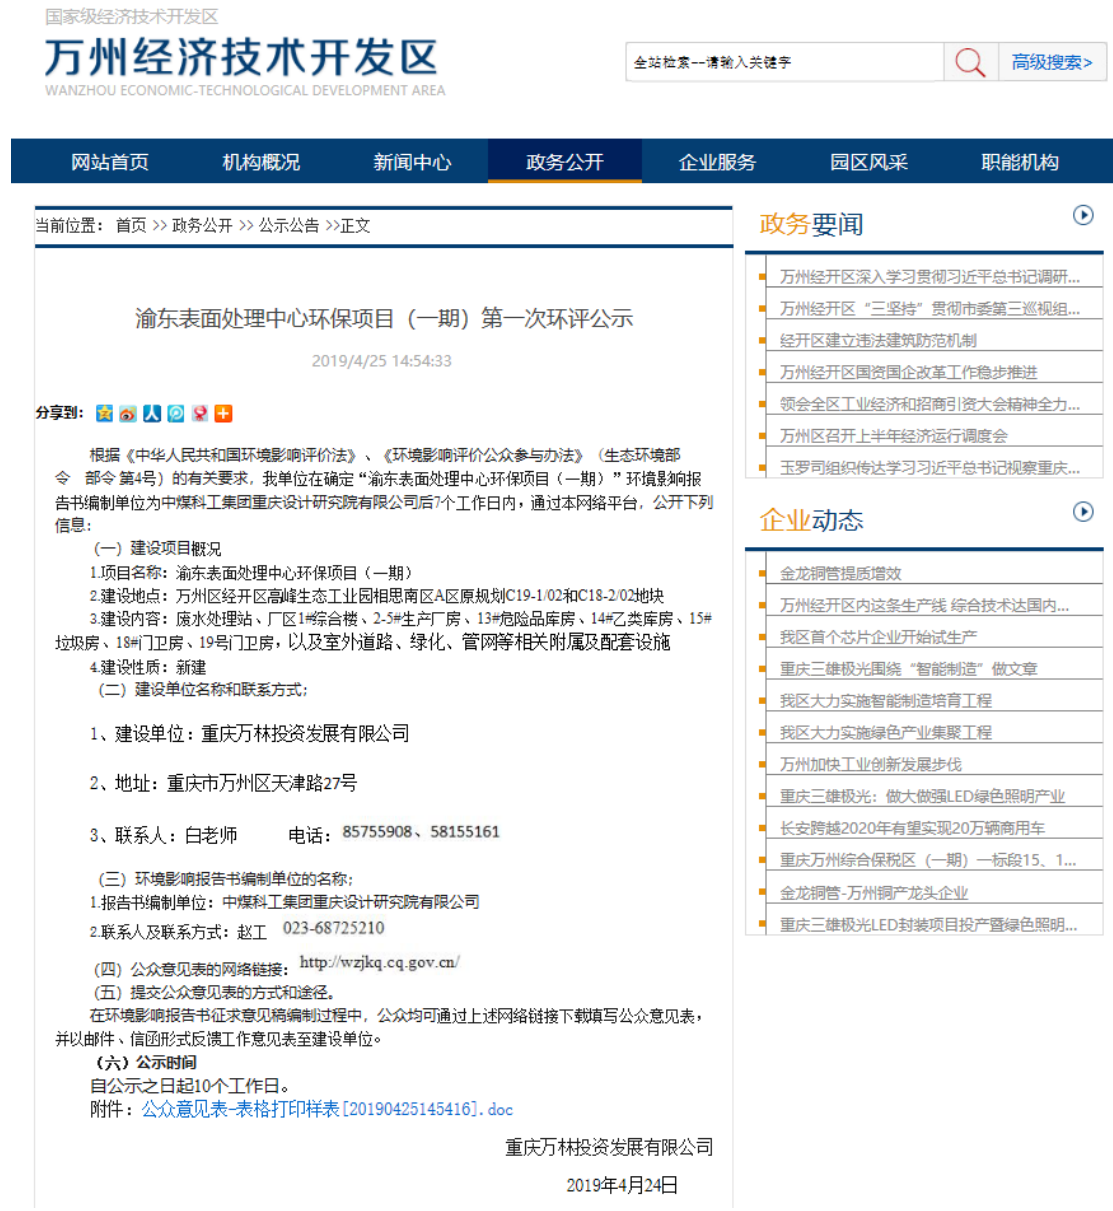 国家级经济技术开发区
万州经济技术开发区
WANZHOU ECONOMIC-TECHNOLOGICAL DEVELOPMENT AREA
全站检索--请输入关键字
高级搜索>
网站首页 机构概况 新闻中心 政务公开 企业服务 园区风采 职能机构
当前位置： 首页 >> 政务公开 >> 公示公告 >>正文
渝东表面处理中心环保项目（一期）第一次环评公示
2019/4/25 14:54:33
分享到：
根据《中华人民共和国环境影响评价法》、《环境影响评价公众参与办法》（生态环境部
令 部令 第4号）的有关要求，我单位在确定“渝东表面处理中心环保项目（一期）”环境影响报
告书编制单位为中煤科工集团重庆设计研究院有限公司后7个工作日内，通过本网络平台，公开下列
信息：
（一）建设项目概况
1.项目名称：渝东表面处理中心环保项目（一期）
2.建设地点：万州区经开区高峰生态工业园相思南区A区原规划C19-1/02和C18-2/02地块
3.建设内容：废水处理站、厂区1#综合楼、2-5#生产厂房、13#危险品库房、14#乙类库房、15#
垃圾房、18#门卫房、19号门卫房，以及室外道路、绿化、管网等相关附属及配套设施
4.建设性质：新建
（二）建设单位名称和联系方式；
1、建设单位：重庆万林投资发展有限公司
2、地址：重庆市万州区天津路27号
3、联系人：白老师 电话：85755908、58155161
（三）环境影响报告书编制单位的名称；
1.报告书编制单位：中煤科工集团重庆设计研究院有限公司
2.联系人及联系方式：赵工 023-68725210
（四）公众意见表的网络链接：http://wzjkq.cq.gov.cn/
（五）提交公众意见表的方式和途径。
在环境影响报告书征求意见稿编制过程中，公众均可通过上述网络链接下载填写公众意见表，
并以邮件、信函形式反馈工作意见表至建设单位。
（六）公示时间
自公示之日起10个工作日。
附件：公众意见表-表格打印样表[20190425145416].doc
重庆万林投资发展有限公司
2019年4月24日
政务要闻
万州经开区深入学习贯彻习近平总书记调研...
万州经开区“三坚持”贯彻市委第三巡视组...
经开区建立违法建筑防范机制
万州经开区国资国企改革工作稳步推进
领会全区工业经济和招商引资大会精神全力...
万州区召开上半年经济运行调度会
玉罗司组织传达学习习近平总书记视察重庆...
企业动态
金龙铜管提质增效
万州经开区内这条生产线 综合技术达国内...
我区首个芯片企业开始试生产
重庆三雄极光围绕“智能制造”做文章
我区大力实施智能制造培育工程
我区大力实施绿色产业集聚工程
万州加快工业创新发展步伐
重庆三雄极光：做大做强LED绿色照明产业
长安跨越2020年有望实现20万辆商用车
重庆万州综合保税区（一期）一标段15、1...
金龙铜管-万州铜产龙头企业
重庆三雄极光LED封装项目投产暨绿色照明...